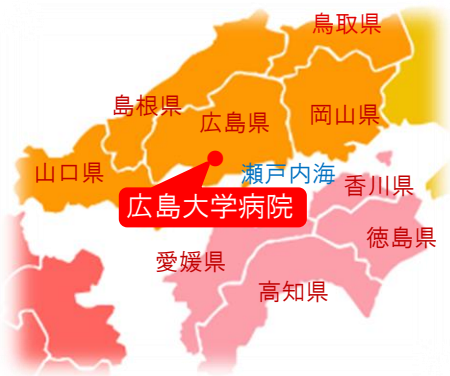 鳥取県
島根県
広島県
岡山県
山口県
瀬戸内海
香川県
広島大学病院
徳島県
愛媛県
高知県